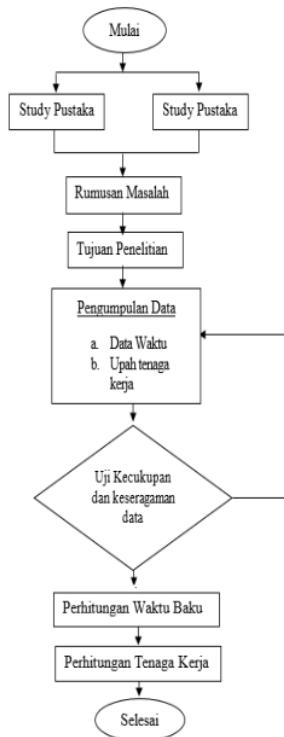 Mulai
Study Pustaka
Study Pustaka
Rumusan Masalah
Tujuan Penelitian
Pengumpulan Data
a. Data Waktu
b. Upah tenaga
kerja
Uji Kecukupan
dan keseragaman
data
Perhitungan Waktu Baku
Perhitungan Tenaga Kerja
Selesai